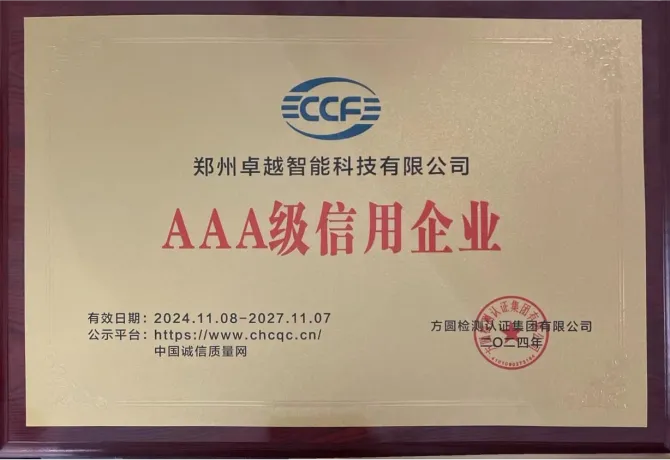 CCF
郑州卓越智能科技有限公司
AAA级信用企业
有效日期：2024.11.08-2027.11.07
公示平台：https://www.chcqc.cn/
中国诚信质量网
方圆检测认证集团有限公司
二〇二四年